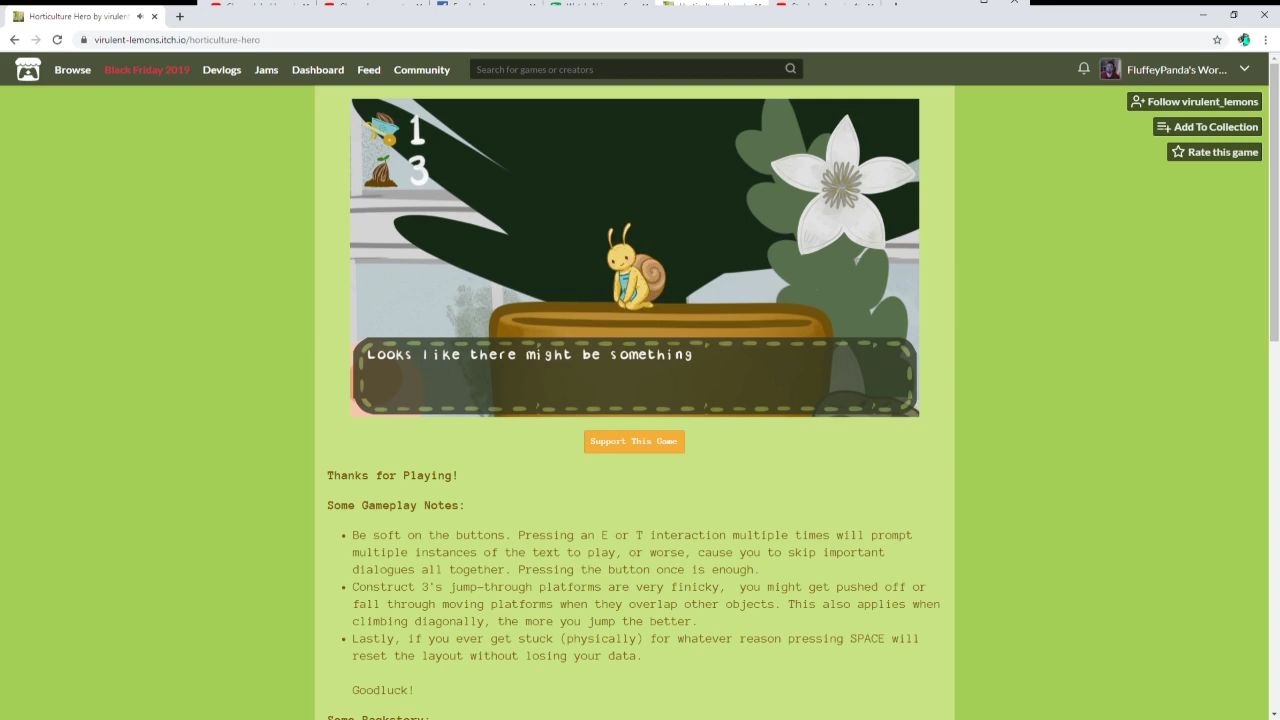 Horticulture Hero by virulent
virulent-lemons.itch.io/horticulture-hero
Browse Black Friday 2019 Devlogs Jams Dashboard Feed Community Search for games or creators FluffeyPanda's Wor...
Follow virulent_lemons
Add To Collection
Rate this game
1
3
Looks like there might be something
Support This Game
Thanks for Playing!
Some Gameplay Notes:
• Be soft on the buttons. Pressing an E or T interaction multiple times will prompt
multiple instances of the text to play, or worse, cause you to skip important
dialogues all together. Pressing the button once is enough.
• Construct 3's jump-through platforms are very finicky, you might get pushed off or
fall through moving platforms when they overlap other objects. This also applies when
climbing diagonally, the more you jump the better.
• Lastly, if you ever get stuck (physically) for whatever reason pressing SPACE will
reset the layout without losing your data.
Goodluck!
Some Backstory: